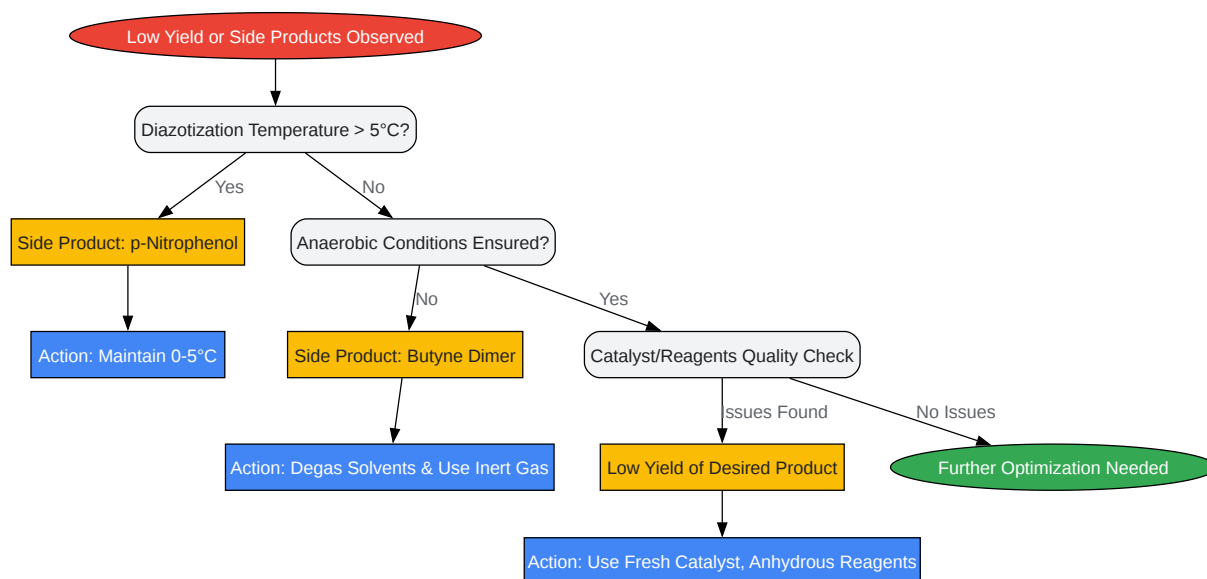 Low Yield or Side Products Observed
Diazotization Temperature > 5°C?
Yes
No
Side Product: p-Nitrophenol
Anaerobic Conditions Ensured?
No
Yes
Action: Maintain 0-5°C
Side Product: Butyne Dimer
Catalyst/Reagents Quality Check
Issues Found
No Issues
Action: Degas Solvents & Use Inert Gas
Low Yield of Desired Product
Further Optimization Needed
Action: Use Fresh Catalyst, Anhydrous Reagents